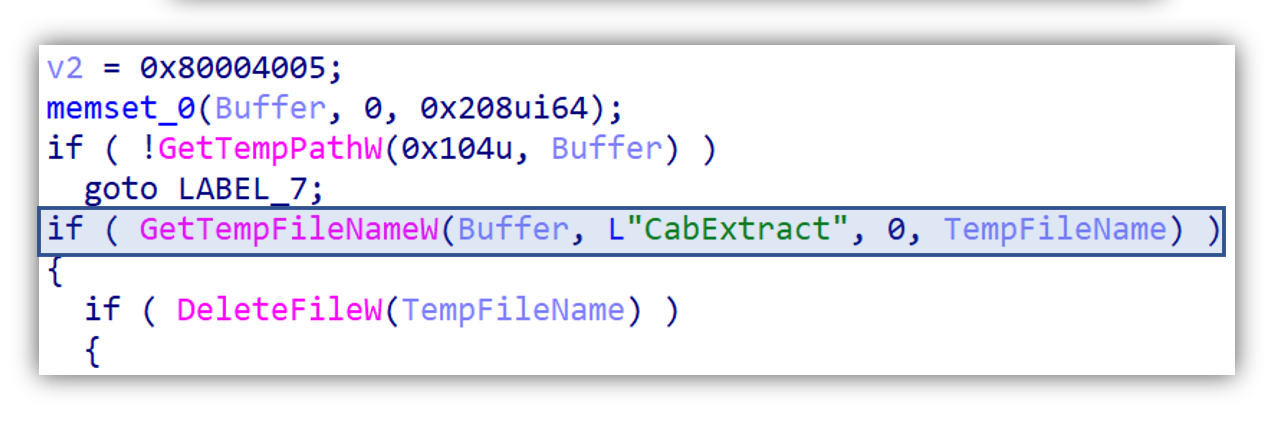 v2 = 0x80004005;
memset_0(Buffer, 0, 0x208ui64);
if ( !GetTempPathW(0x104u, Buffer) )
goto LABEL_7;
if ( GetTempFileNameW(Buffer, L"CabExtract", 0, TempFileName) )
{
if ( DeleteFileW(TempFileName) )
{